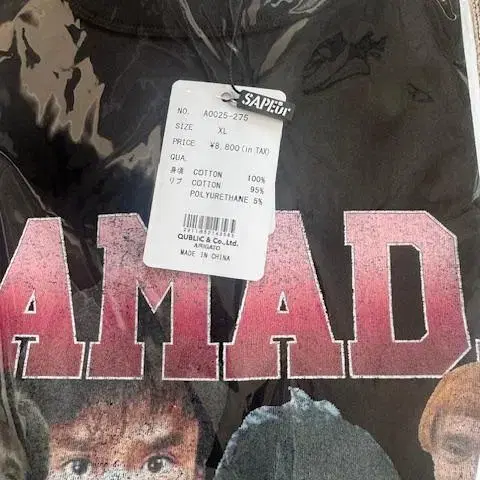 SAPEur
NO. A0025-275
SIZE XL
PRICE ¥8,800(in TAX)
QUA.
身頃 COTTON 100%
リブ COTTON 95%
POLYURETHANE 5%
QUBLIC & Co.,Ltd.
AIRIGATO
MADE IN CHINA
AMAD